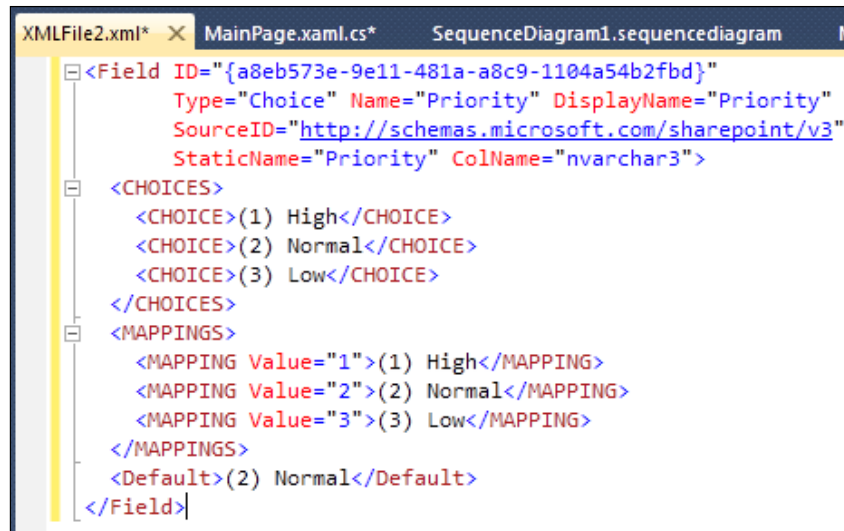 XMLFile2.xml* × MainPage.xaml.cs* SequenceDiagram1.sequencediagram
<Field ID="{a8eb573e-9e11-481a-a8c9-1104a54b2fbd}"
Type="Choice" Name="Priority" DisplayName="Priority"
SourceID="http://schemas.microsoft.com/sharepoint/v3"
StaticName="Priority" ColName="nvarchar3">
<CHOICES>
<CHOICE>(1) High</CHOICE>
<CHOICE>(2) Normal</CHOICE>
<CHOICE>(3) Low</CHOICE>
</CHOICES>
<MAPPINGS>
<MAPPING Value="1">(1) High</MAPPING>
<MAPPING Value="2">(2) Normal</MAPPING>
<MAPPING Value="3">(3) Low</MAPPING>
</MAPPINGS>
<Default>(2) Normal</Default>
</Field>